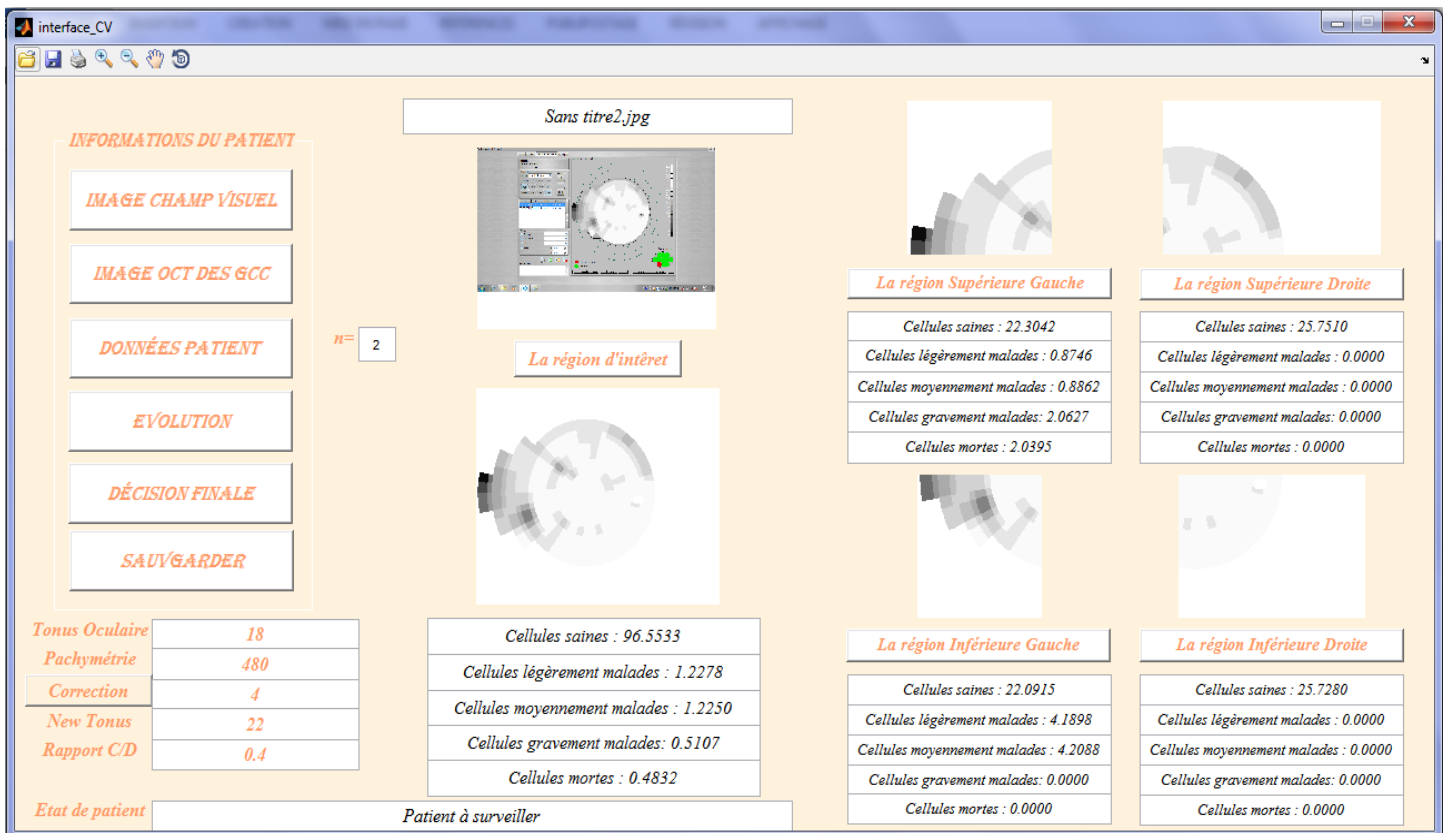 interface_CV
INFORMATIONS DU PATIENT
IMAGE CHAMP VISUEL
IMAGE OCT DES GCC
DONNÉES PATIENT
EVOLUTION
DÉCISION FINALE
SAUVGARDER
n= 2
Tonus Oculaire 18
Pachymétrie 480
Correction 4
New Tonus 22
Rapport C/D 0.4
Etat de patient Patient à surveiller
Sans titre2.jpg
La région d'intêret
Cellules saines : 96.5533
Cellules légèrement malades : 1.2278
Cellules moyennement malades : 1.2250
Cellules gravement malades: 0.5107
Cellules mortes : 0.4832
La région Supérieure Gauche
Cellules saines : 22.3042
Cellules légèrement malades : 0.8746
Cellules moyennement malades : 0.8862
Cellules gravement malades: 2.0627
Cellules mortes : 2.0395
La région Supérieure Droite
Cellules saines : 25.7510
Cellules légèrement malades : 0.0000
Cellules moyennement malades : 0.0000
Cellules gravement malades: 0.0000
Cellules mortes : 0.0000
La région Inférieure Gauche
Cellules saines : 22.0915
Cellules légèrement malades : 4.1898
Cellules moyennement malades : 4.2088
Cellules gravement malades: 0.0000
Cellules mortes : 0.0000
La région Inférieure Droite
Cellules saines : 25.7280
Cellules légèrement malades : 0.0000
Cellules moyennement malades : 0.0000
Cellules gravement malades: 0.0000
Cellules mortes : 0.0000